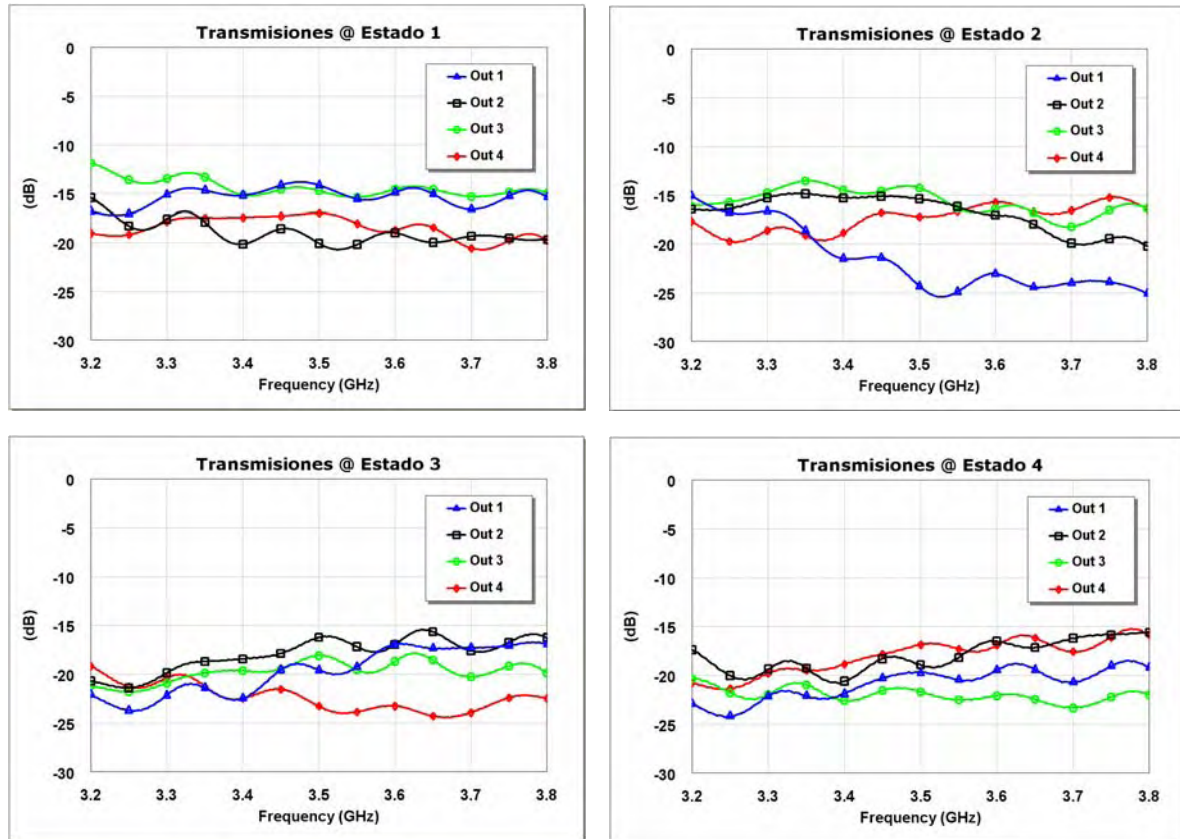 Transmisiones @ Estado 1
0
-5
-10
-15
-20
-25
-30
(dB)
Out 1
Out 2
Out 3
Out 4
3.2 3.3 3.4 3.5 3.6 3.7 3.8
Frequency (GHz)
Transmisiones @ Estado 2
0
-5
-10
-15
-20
-25
-30
(dB)
Out 1
Out 2
Out 3
Out 4
3.2 3.3 3.4 3.5 3.6 3.7 3.8
Frequency (GHz)
Transmisiones @ Estado 3
0
-5
-10
-15
-20
-25
-30
(dB)
Out 1
Out 2
Out 3
Out 4
3.2 3.3 3.4 3.5 3.6 3.7 3.8
Frequency (GHz)
Transmisiones @ Estado 4
0
-5
-10
-15
-20
-25
-30
(dB)
Out 1
Out 2
Out 3
Out 4
3.2 3.3 3.4 3.5 3.6 3.7 3.8
Frequency (GHz)